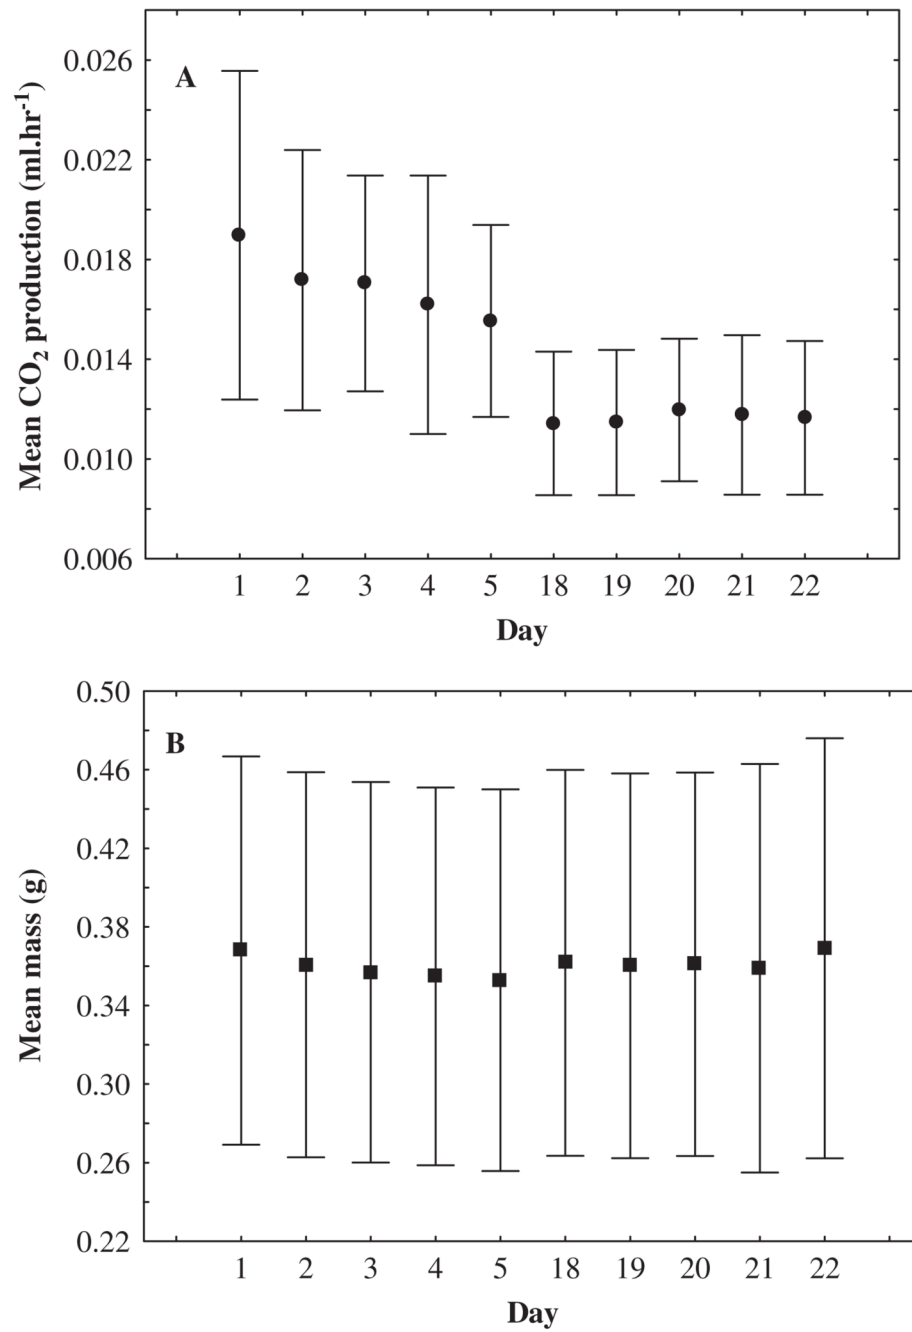 A
Mean CO₂ production (ml.hr⁻¹)
0.026
0.022
0.018
0.014
0.010
0.006
1 2 3 4 5 18 19 20 21 22
Day
B
Mean mass (g)
0.50
0.46
0.42
0.38
0.34
0.30
0.26
0.22
1 2 3 4 5 18 19 20 21 22
Day